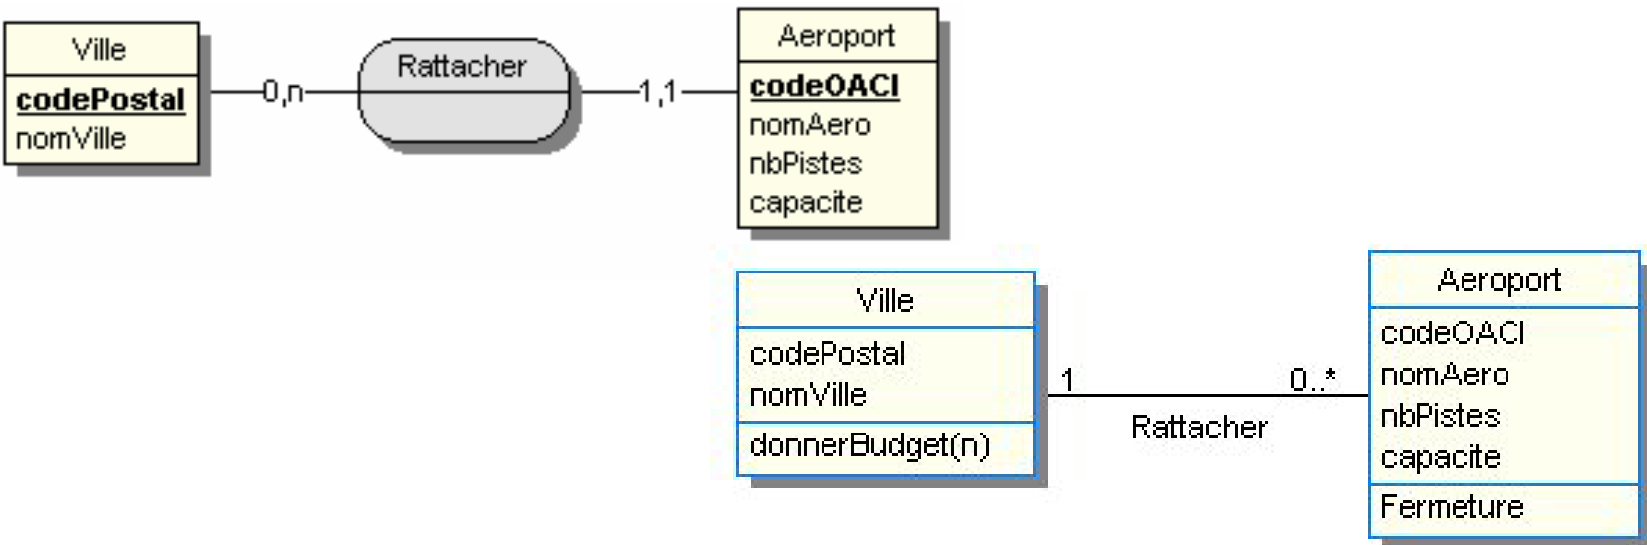 Ville
codePostal
nomVille
0,n
Rattacher
1,1
Aeroport
codeOACI
nomAero
nbPistes
capacite
Ville
codePostal
nomVille
donnerBudget(n)
1
0..*
Rattacher
Aeroport
codeOACI
nomAero
nbPistes
capacite
Fermeture